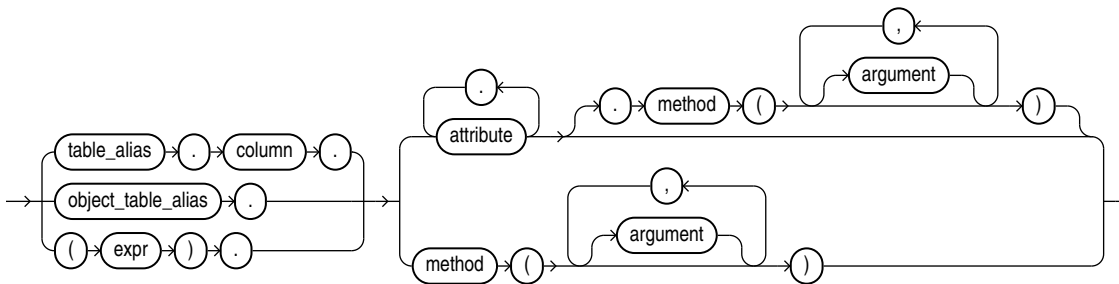 ,
argument
.
. method ( )
attribute
table_alias . column .
,
object_table_alias .
argument
( expr ) .
method ( )